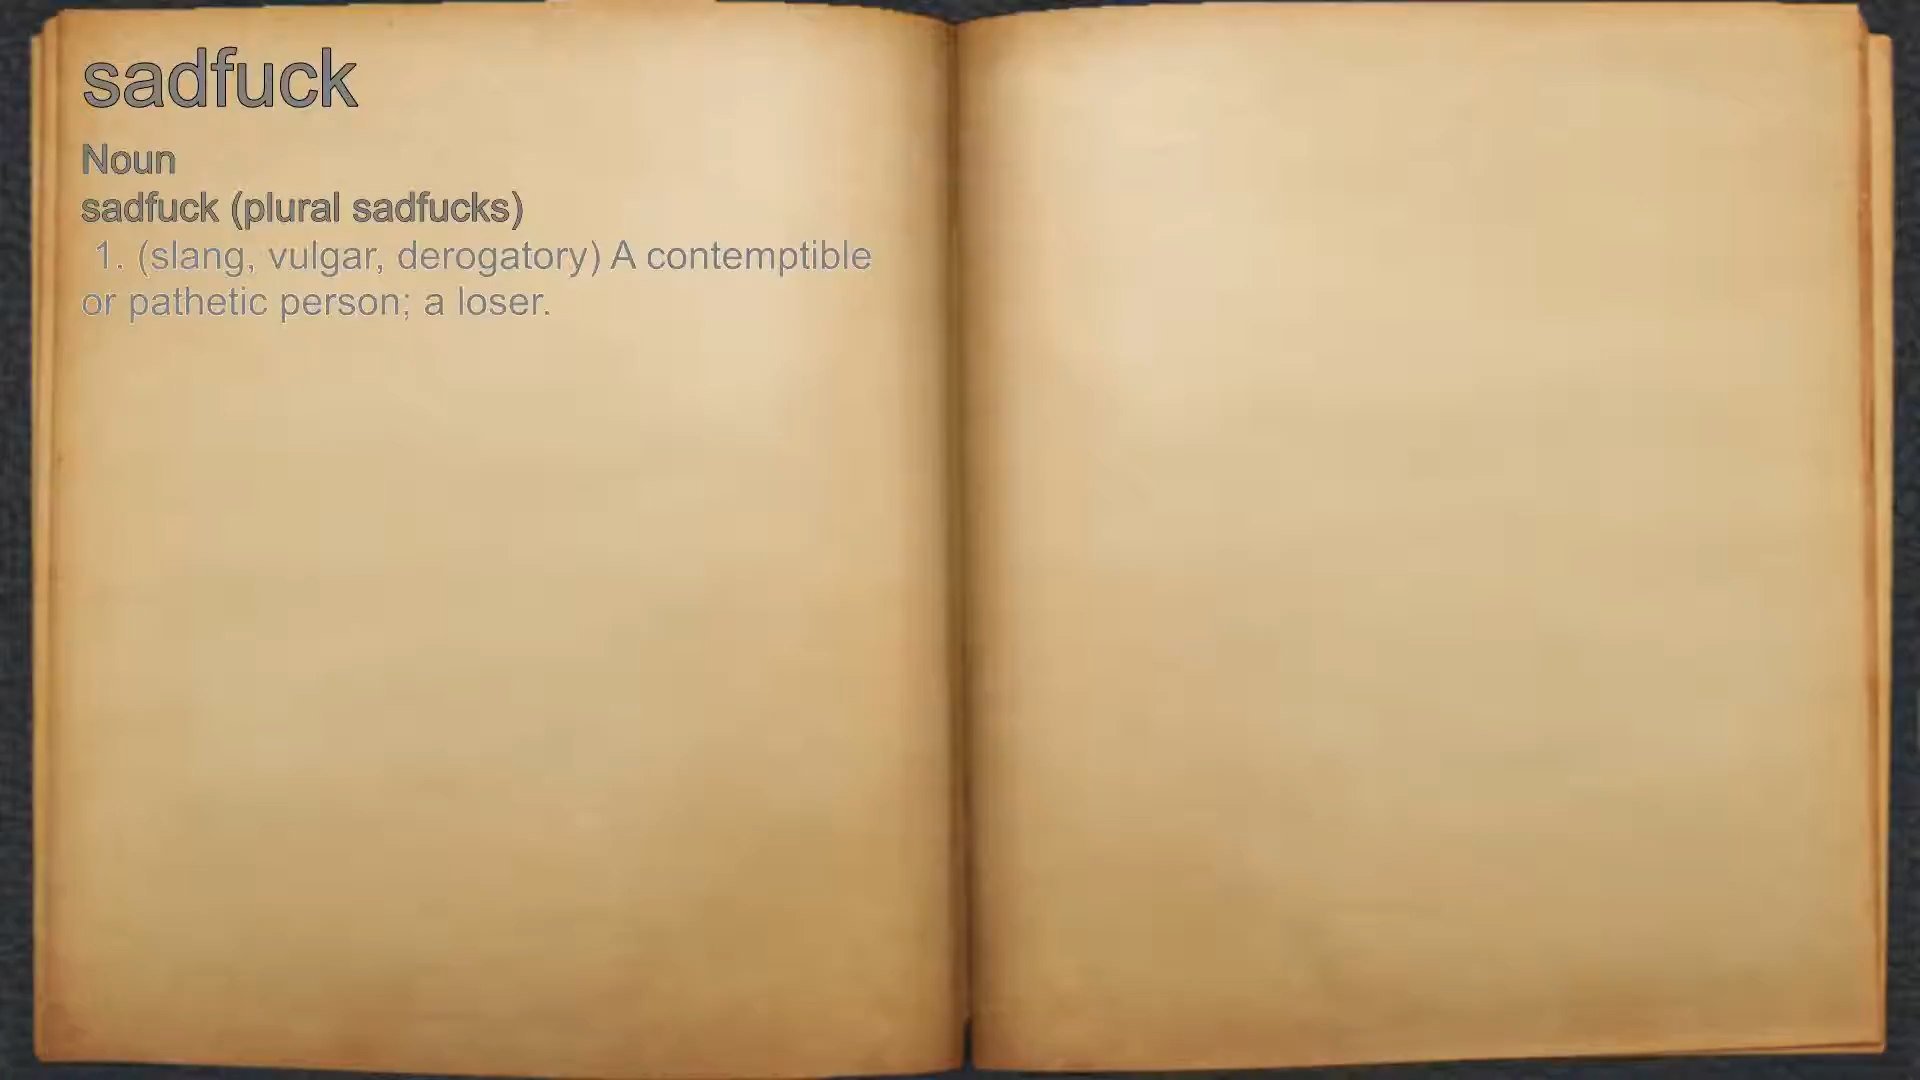 sadfuck
Noun
sadfuck (plural sadfucks)
1. (slang, vulgar, derogatory) A contemptible
or pathetic person; a loser.